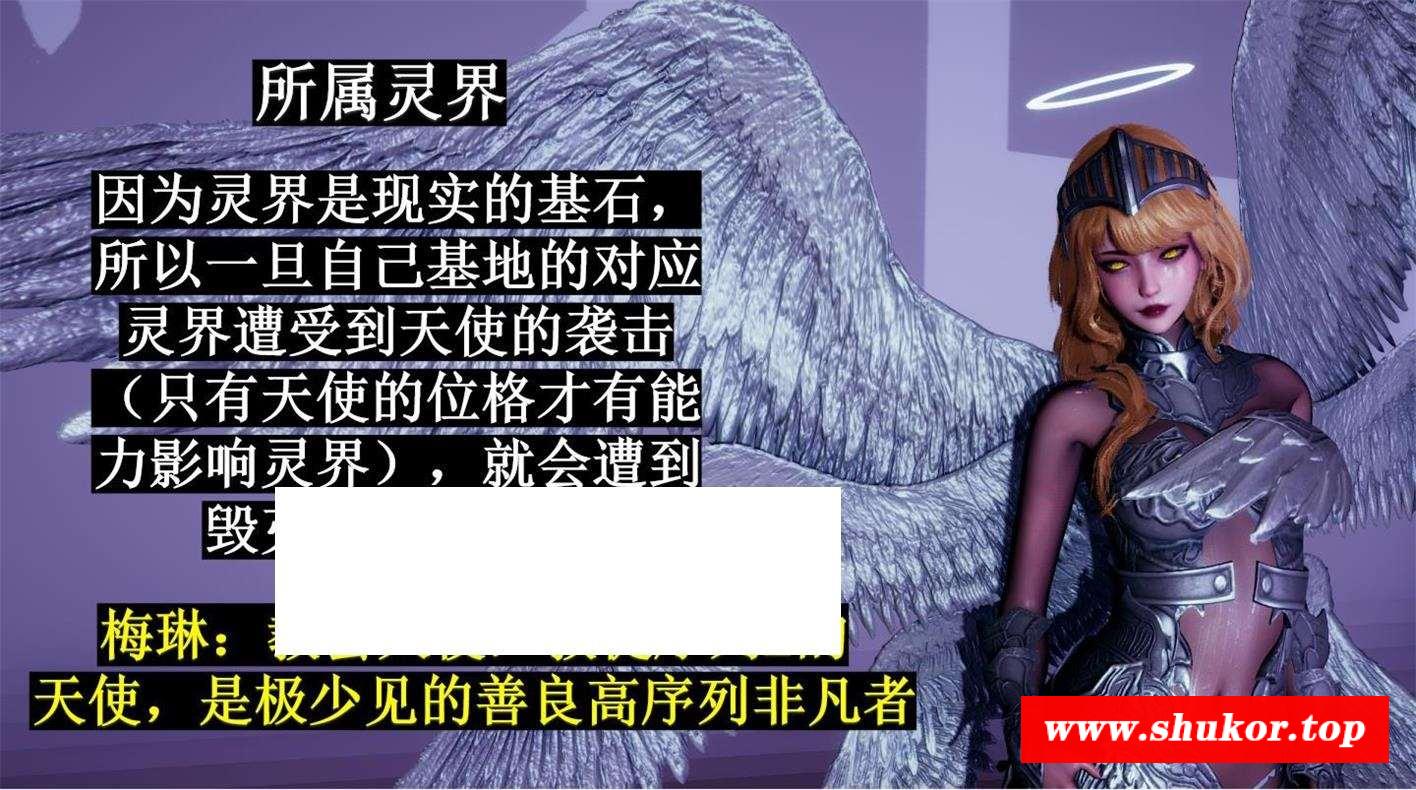 所属灵界
因为灵界是现实的基石，
所以一旦自己基地的对应
灵界遭受到天使的袭击
（只有天使的位格才有能
力影响灵界），就会遭到
毁
梅琳：
天使，是极少见的善良高序列非凡者
www.shukor.top